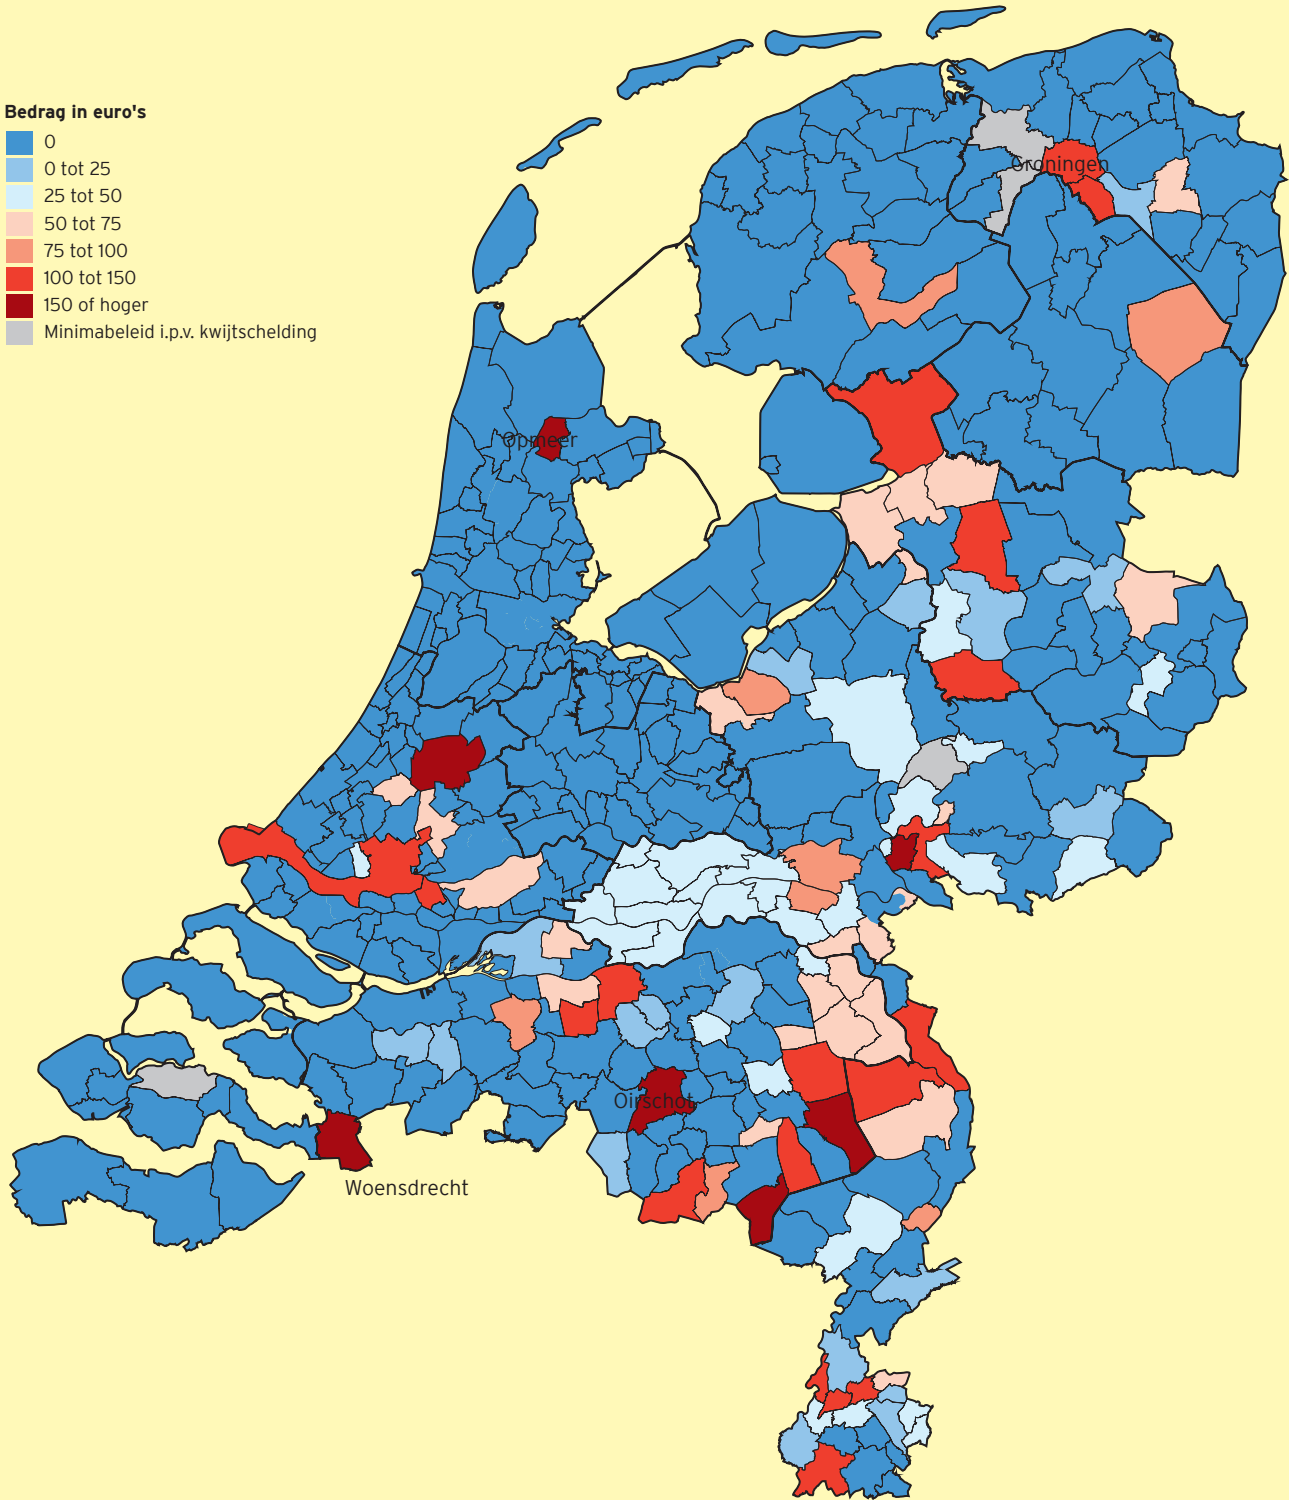 Bedrag in euro's
0
0 tot 25
25 tot 50
50 tot 75
75 tot 100
100 tot 150
150 of hoger
Minimabeleid i.p.v. kwijtschelding
Groningen
Opmeer
Oirschot
Woensdrecht